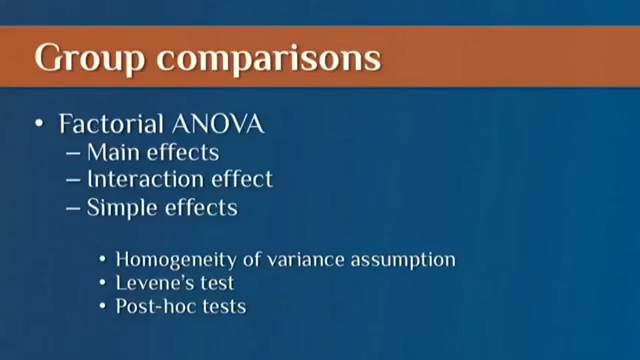 Group comparisons
• Factorial ANOVA
– Main effects
– Interaction effect
– Simple effects
• Homogeneity of variance assumption
• Levene's test
• Post-hoc tests